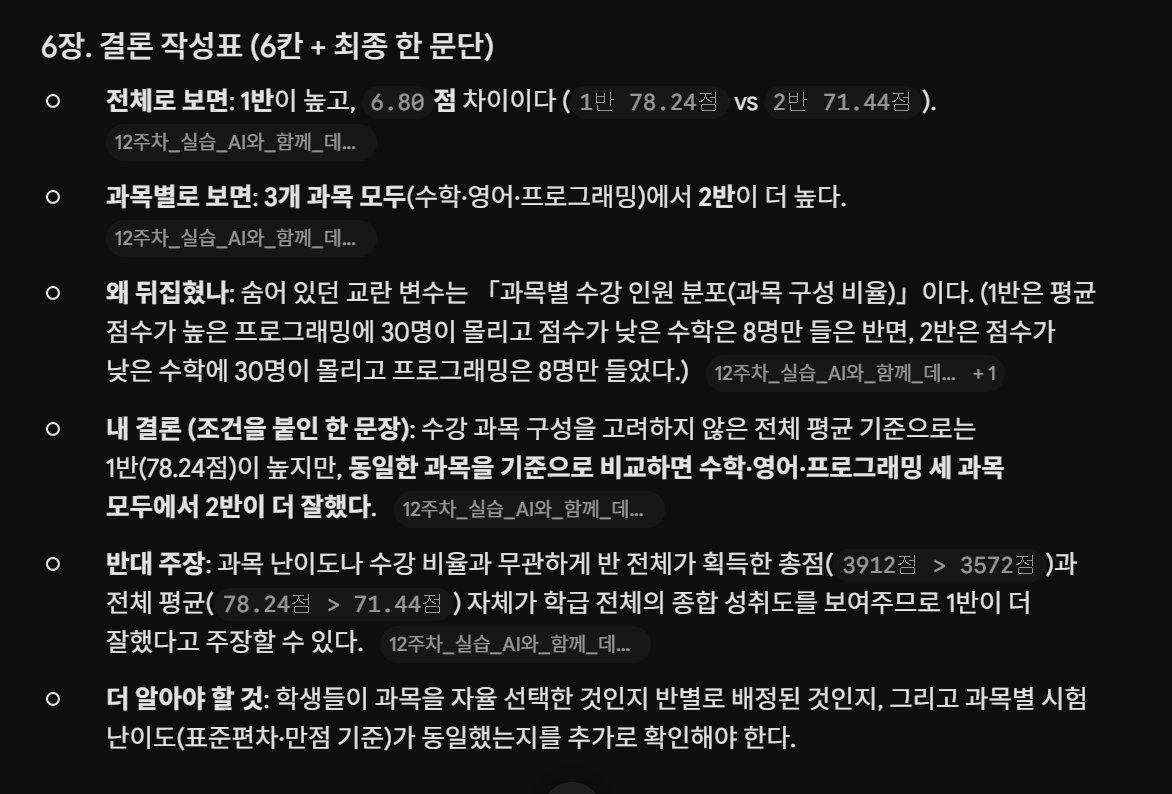 6장. 결론 작성표 (6칸 + 최종 한 문단)
전체로 보면: 1반이 높고, 6.80 점 차이이다 ( 1반 78.24점 vs 2반 71.44점 ).
12주차_실습_AI와_함께_데...
과목별로 보면: 3개 과목 모두(수학·영어·프로그래밍)에서 2반이 더 높다.
12주차_실습_AI와_함께_데...
왜 뒤집혔나: 숨어 있던 교란 변수는 「과목별 수강 인원 분포(과목 구성 비율)」이다. (1반은 평균
점수가 높은 프로그래밍에 30명이 몰리고 점수가 낮은 수학은 8명만 들은 반면, 2반은 점수가
낮은 수학에 30명이 몰리고 프로그래밍은 8명만 들었다.) 12주차_실습_AI와_함께_데... +1
내 결론 (조건을 붙인 한 문장): 수강 과목 구성을 고려하지 않은 전체 평균 기준으로는
1반(78.24점)이 높지만, 동일한 과목을 기준으로 비교하면 수학·영어·프로그래밍 세 과목
모두에서 2반이 더 잘했다. 12주차_실습_AI와_함께_데...
반대 주장: 과목 난이도나 수강 비율과 무관하게 반 전체가 획득한 총점( 3912점 > 3572점 )과
전체 평균( 78.24점 > 71.44점 ) 자체가 학급 전체의 종합 성취도를 보여주므로 1반이 더
잘했다고 주장할 수 있다. 12주차_실습_AI와_함께_데...
더 알아야 할 것: 학생들이 과목을 자율 선택한 것인지 반별로 배정된 것인지, 그리고 과목별 시험
난이도(표준편차·만점 기준)가 동일했는지를 추가로 확인해야 한다.